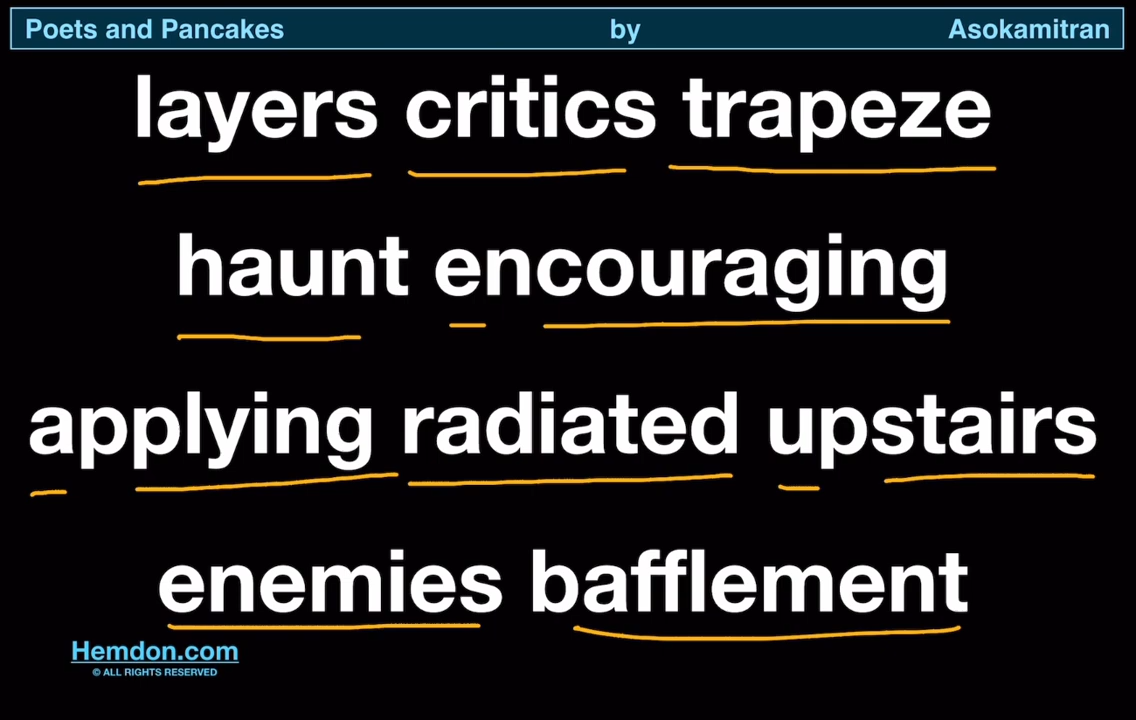 Poets and Pancakes by Asokamitran
layers critics trapeze
haunt encouraging
applying radiated upstairs
enemies bafflement
Hemdon.com
© ALL RIGHTS RESERVED